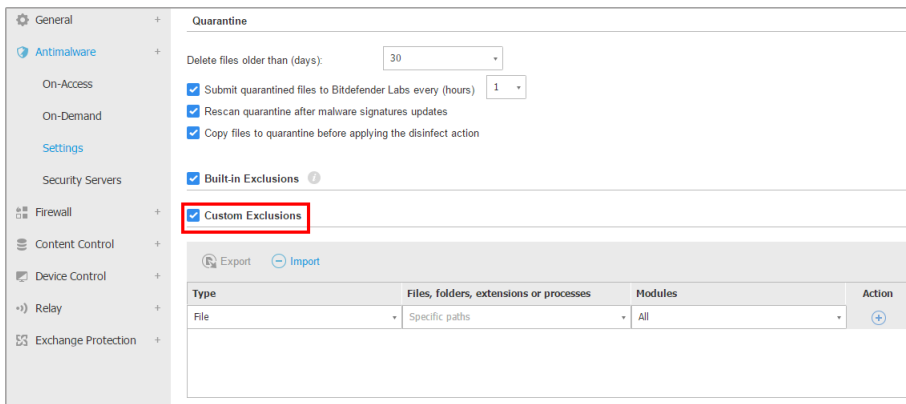 General
Quarantine
Antimalware
Delete files older than (days): 30
On-Access
Submit quarantined files to Bitdefender Labs every (hours) 1
Rescan quarantine after malware signatures updates
On-Demand
Copy files to quarantine before applying the disinfect action
Settings
Security Servers
Built-in Exclusions
Firewall
Custom Exclusions
Content Control
Export Import
Device Control
Type Files, folders, extensions or processes Modules Action
Relay
File Specific paths All
Exchange Protection